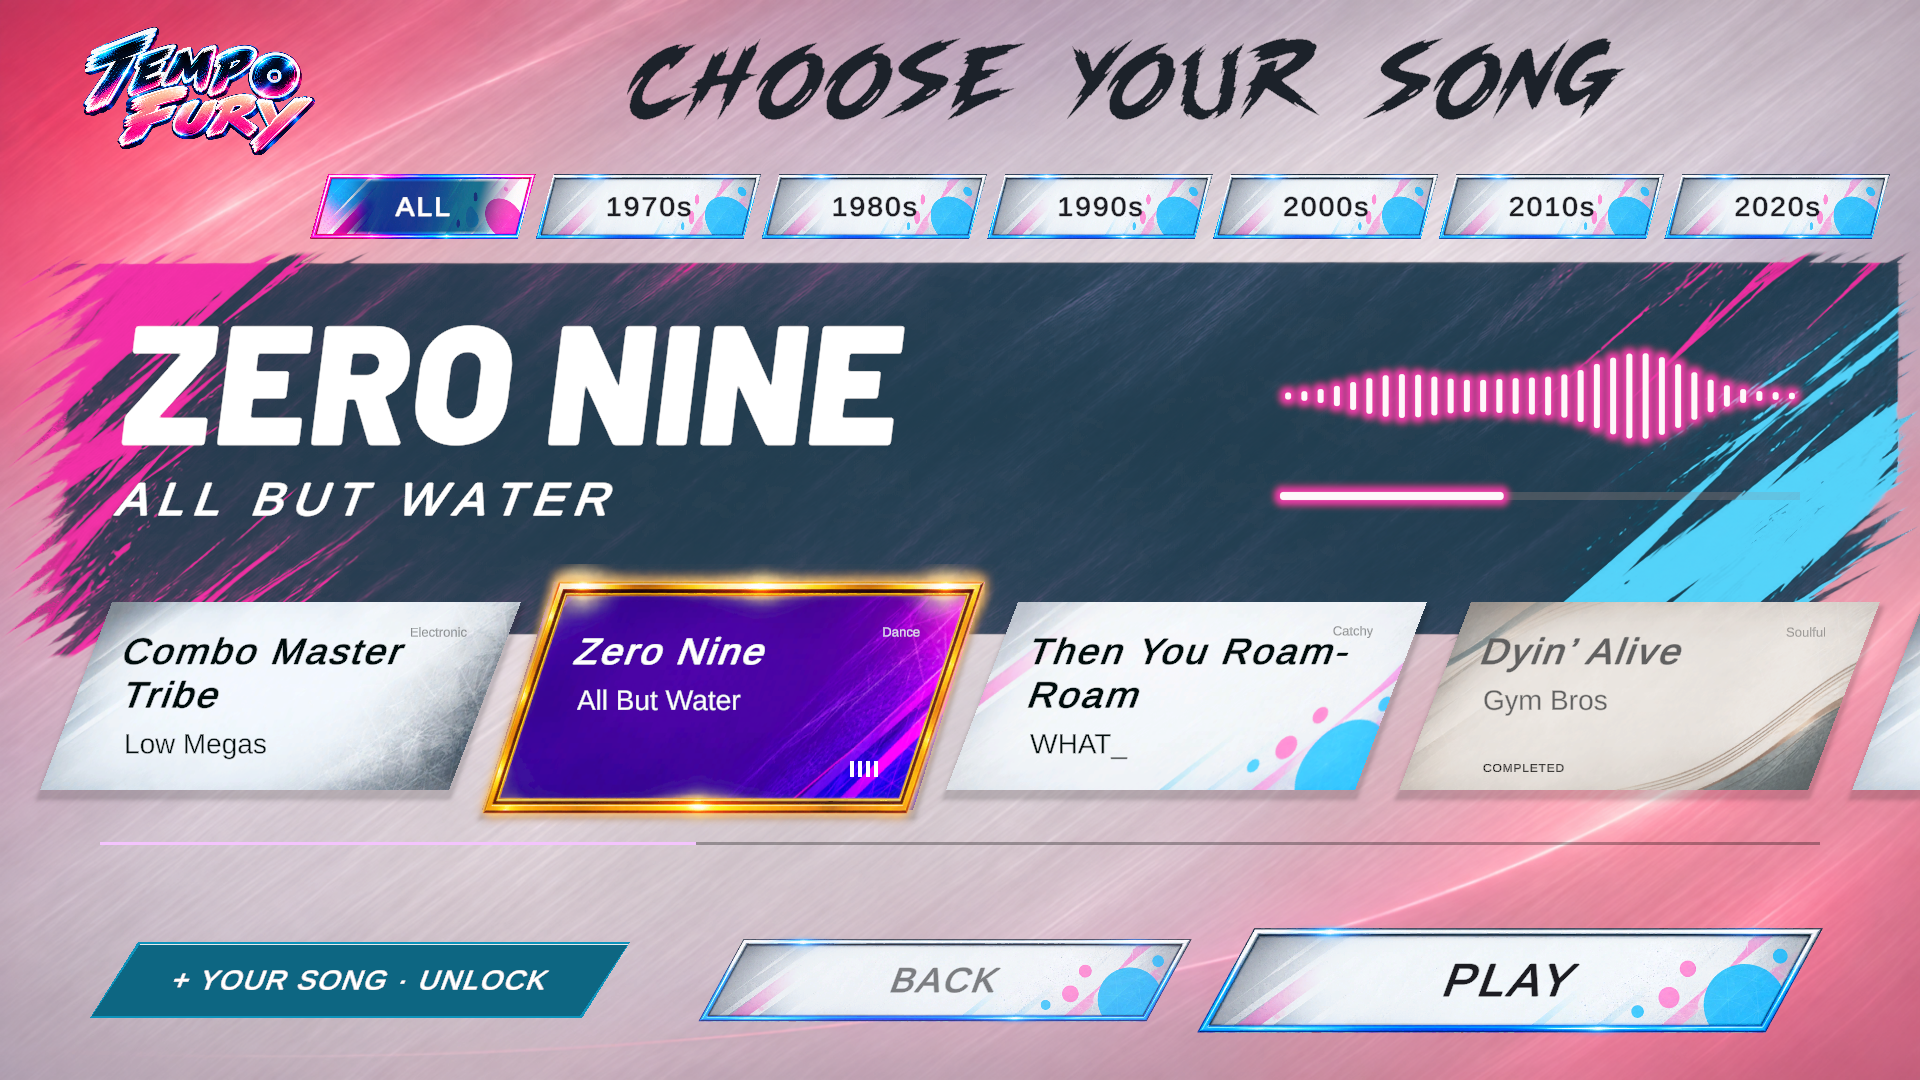 TEMPO
FURY
CHOOSE YOUR SONG
ALL
1970s
1980s
1990s
2000s
2010s
2020s
ZERO NINE
ALL BUT WATER
Electronic
Combo Master
Tribe
Low Megas
Dance
Zero Nine
All But Water
Catchy
Then You Roam-
Roam
WHAT_
Soulful
Dyin’ Alive
Gym Bros
COMPLETED
+ YOUR SONG · UNLOCK
BACK
PLAY